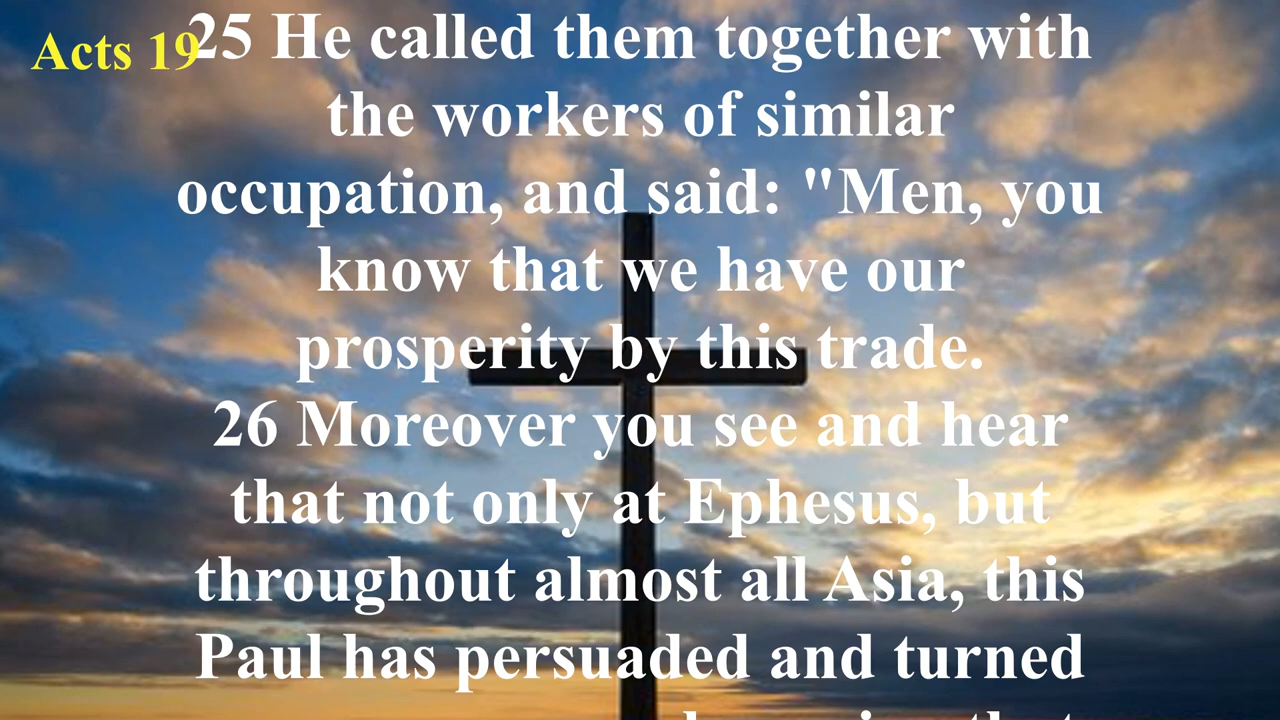 Acts 19
25 He called them together with
the workers of similar
occupation, and said: "Men, you
know that we have our
prosperity by this trade.
26 Moreover you see and hear
that not only at Ephesus, but
throughout almost all Asia, this
Paul has persuaded and turned